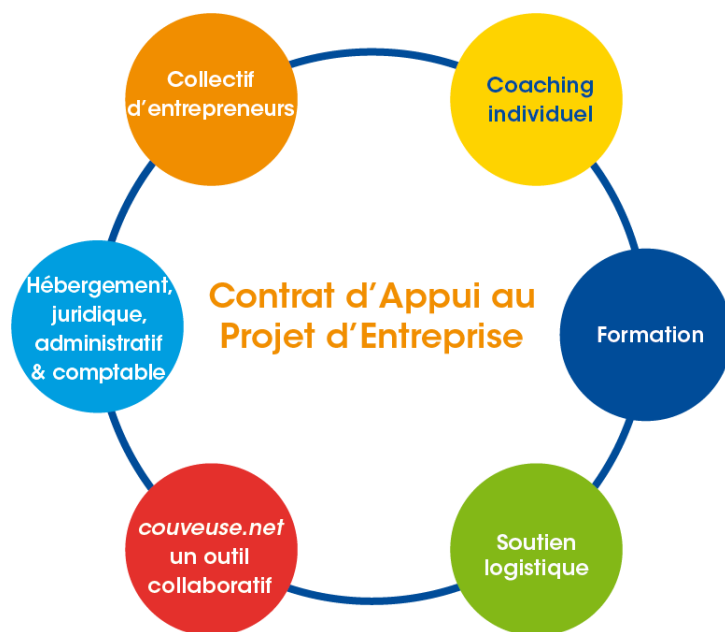 Collectif
d'entrepreneurs
Coaching
individuel
Hébergement,
juridique,
administratif
& comptable
Contrat d'Appui au
Projet d'Entreprise
Formation
couveuse.net
un outil
collaboratif
Soutien
logistique